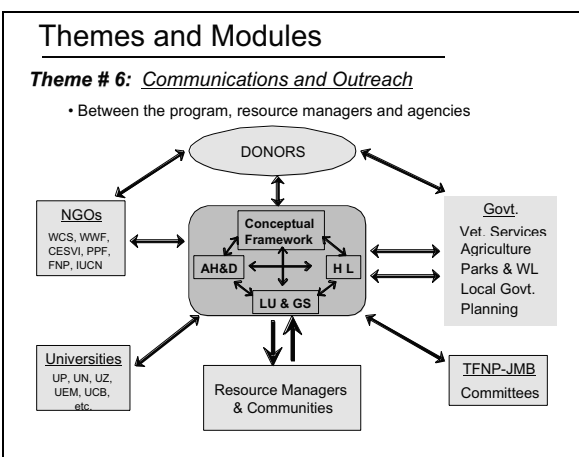 Themes and Modules
Theme # 6: Communications and Outreach
• Between the program, resource managers and agencies
DONORS
NGOs
WCS, WWF,
CESVI, PPF,
FNP, IUCN
Conceptual
Framework
AH&D
H L
LU & GS
Govt.
Vet. Services
Agriculture
Parks & WL
Local Govt.
Planning
Universities
UP, UN, UZ,
UEM, UCB,
etc.
Resource Managers
& Communities
TFNP-JMB
Committees